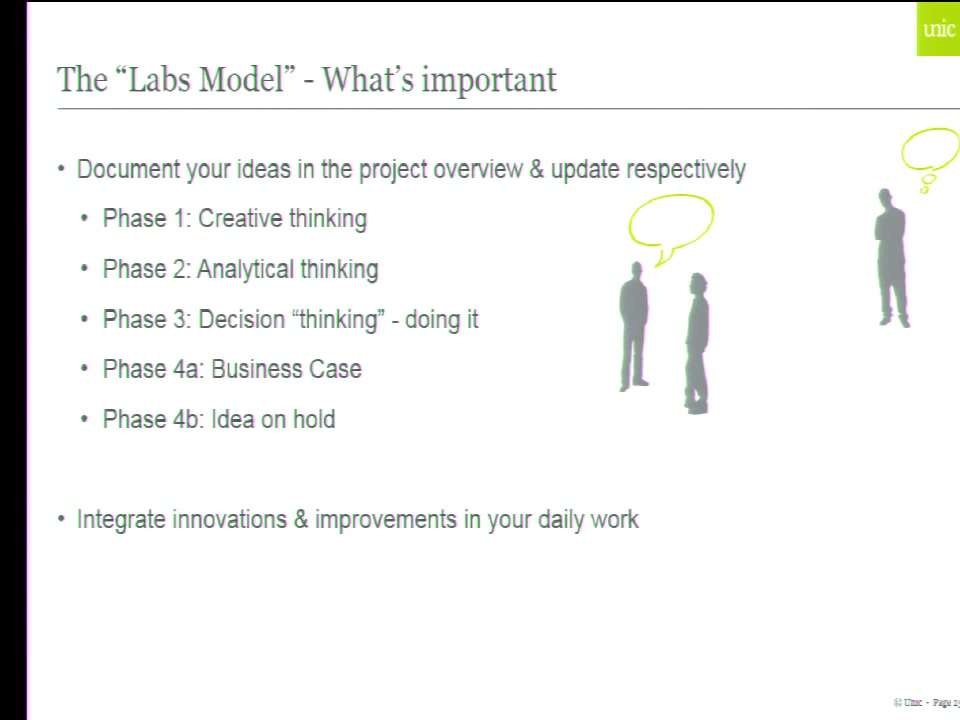 unic
The “Labs Model” - What’s important
• Document your ideas in the project overview & update respectively
• Phase 1: Creative thinking
• Phase 2: Analytical thinking
• Phase 3: Decision “thinking” - doing it
• Phase 4a: Business Case
• Phase 4b: Idea on hold
• Integrate innovations & improvements in your daily work
© Unic - Page